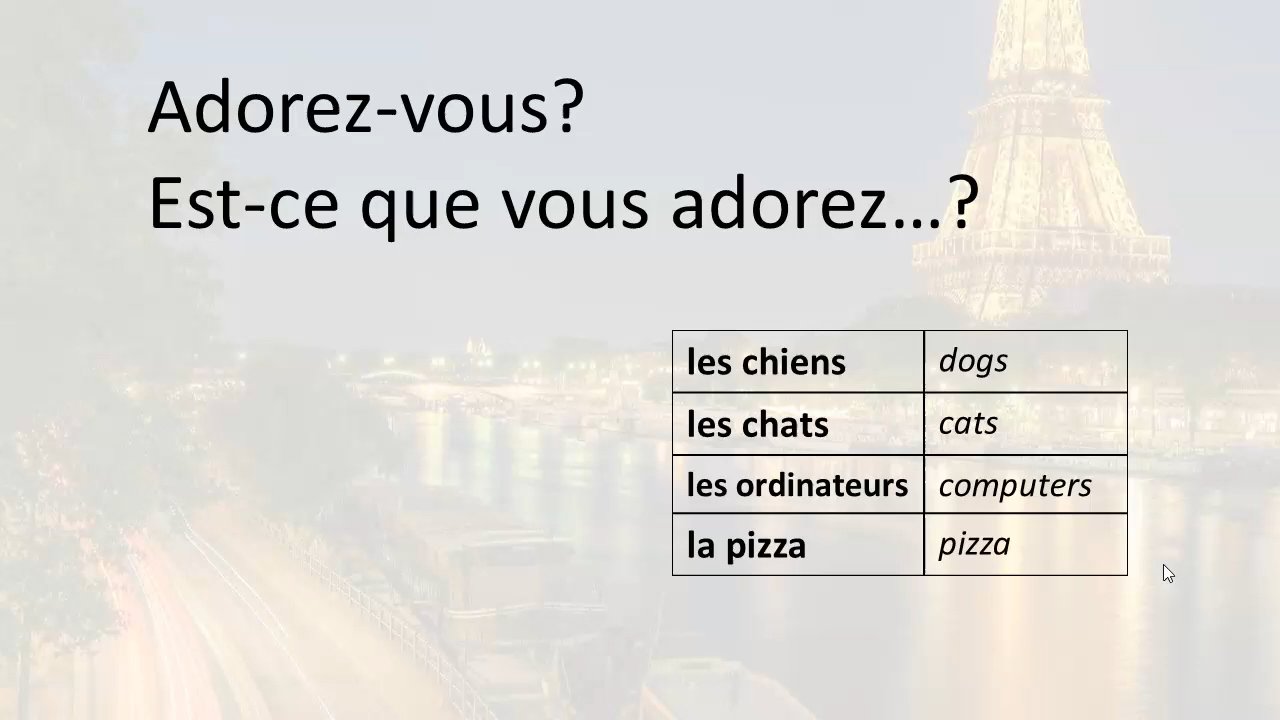 Adorez-vous?
Est-ce que vous adorez...?
les chiens dogs
les chats cats
les ordinateurs computers
la pizza pizza